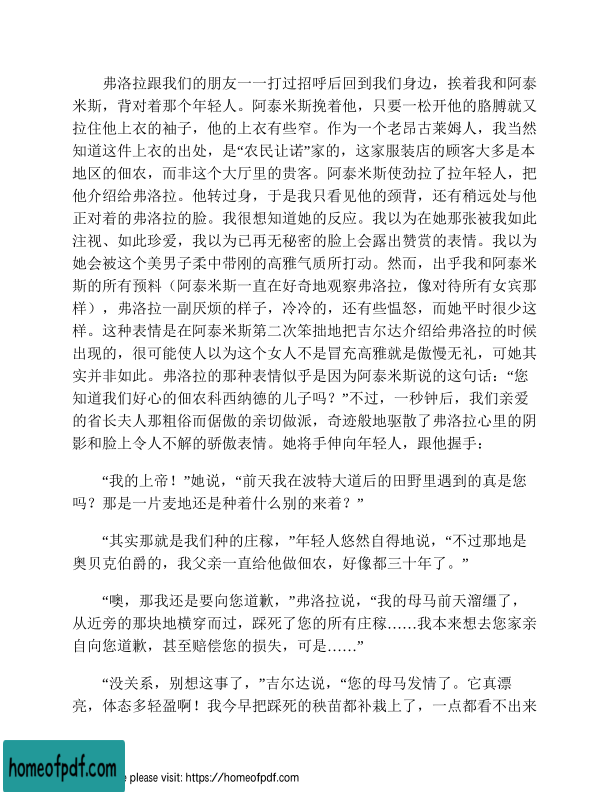 弗洛拉跟我们的朋友一一打过招呼后回到我们身边，挨着我和阿泰
米斯，背对着那个年轻人。阿泰米斯挽着他，只要一松开他的胳膊就又
拉住他上衣的袖子，他的上衣有些窄。作为一个老昂古莱姆人，我当然
知道这件上衣的出处，是“农民让诺”家的，这家服装店的顾客大多是本
地区的佃农，而非这个大厅里的贵客。阿泰米斯使劲拉了拉年轻人，把
他介绍给弗洛拉。他转过身，于是我只看见他的颈背，还有稍远处与他
正对着的弗洛拉的脸。我很想知道她的反应。我以为在她那张被我如此
注视、如此珍爱，我以为已再无秘密的脸上会露出赞赏的表情。我以为
她会被这个美男子柔中带刚的高雅气质所打动。然而，出乎我和阿泰米
斯的所有预料（阿泰米斯一直在好奇地观察弗洛拉，像对待所有女宾那
样），弗洛拉一副厌烦的样子，冷冷的，还有些愠怒，而她平时很少这
样。这种表情是在阿泰米斯第二次笨拙地把吉尔达介绍给弗洛拉的时候
出现的，很可能使人以为这个女人不是冒充高雅就是傲慢无礼，可她其
实并非如此。弗洛拉的那种表情似乎是因为阿泰米斯说的这句话：“您
知道我们好心的佃农科西纳德的儿子吗？”不过，一秒钟后，我们亲爱
的省长夫人那粗俗而倨傲的亲切做派，奇迹般地驱散了弗洛拉心里的阴
影和脸上令人不解的骄傲表情。她将手伸向年轻人，跟他握手：
“我的上帝！”她说，“前天我在波特大道后的田野里遇到的真是您
吗？那是一片麦地还是种着什么别的来着？”
“其实那就是我们种的庄稼，”年轻人悠然自得地说，“不过那地是
奥贝克伯爵的，我父亲一直给他做佃农，好像都三十年了。”
“噢，那我还是要向您道歉，”弗洛拉说，“我的母马前天溜缰了，
从近旁的那块地横穿而过，踩死了您的所有庄稼……我本来想去您家亲
自向您道歉，甚至赔偿您的损失，可是……”
“没关系，别想这事了，”吉尔达说，“您的母马发情了。它真漂
亮，体态多轻盈啊！我今早把踩死的秧苗都补栽上了，一点都看不出来
homeofpdf.com
e please visit: https://homeofpdf.com